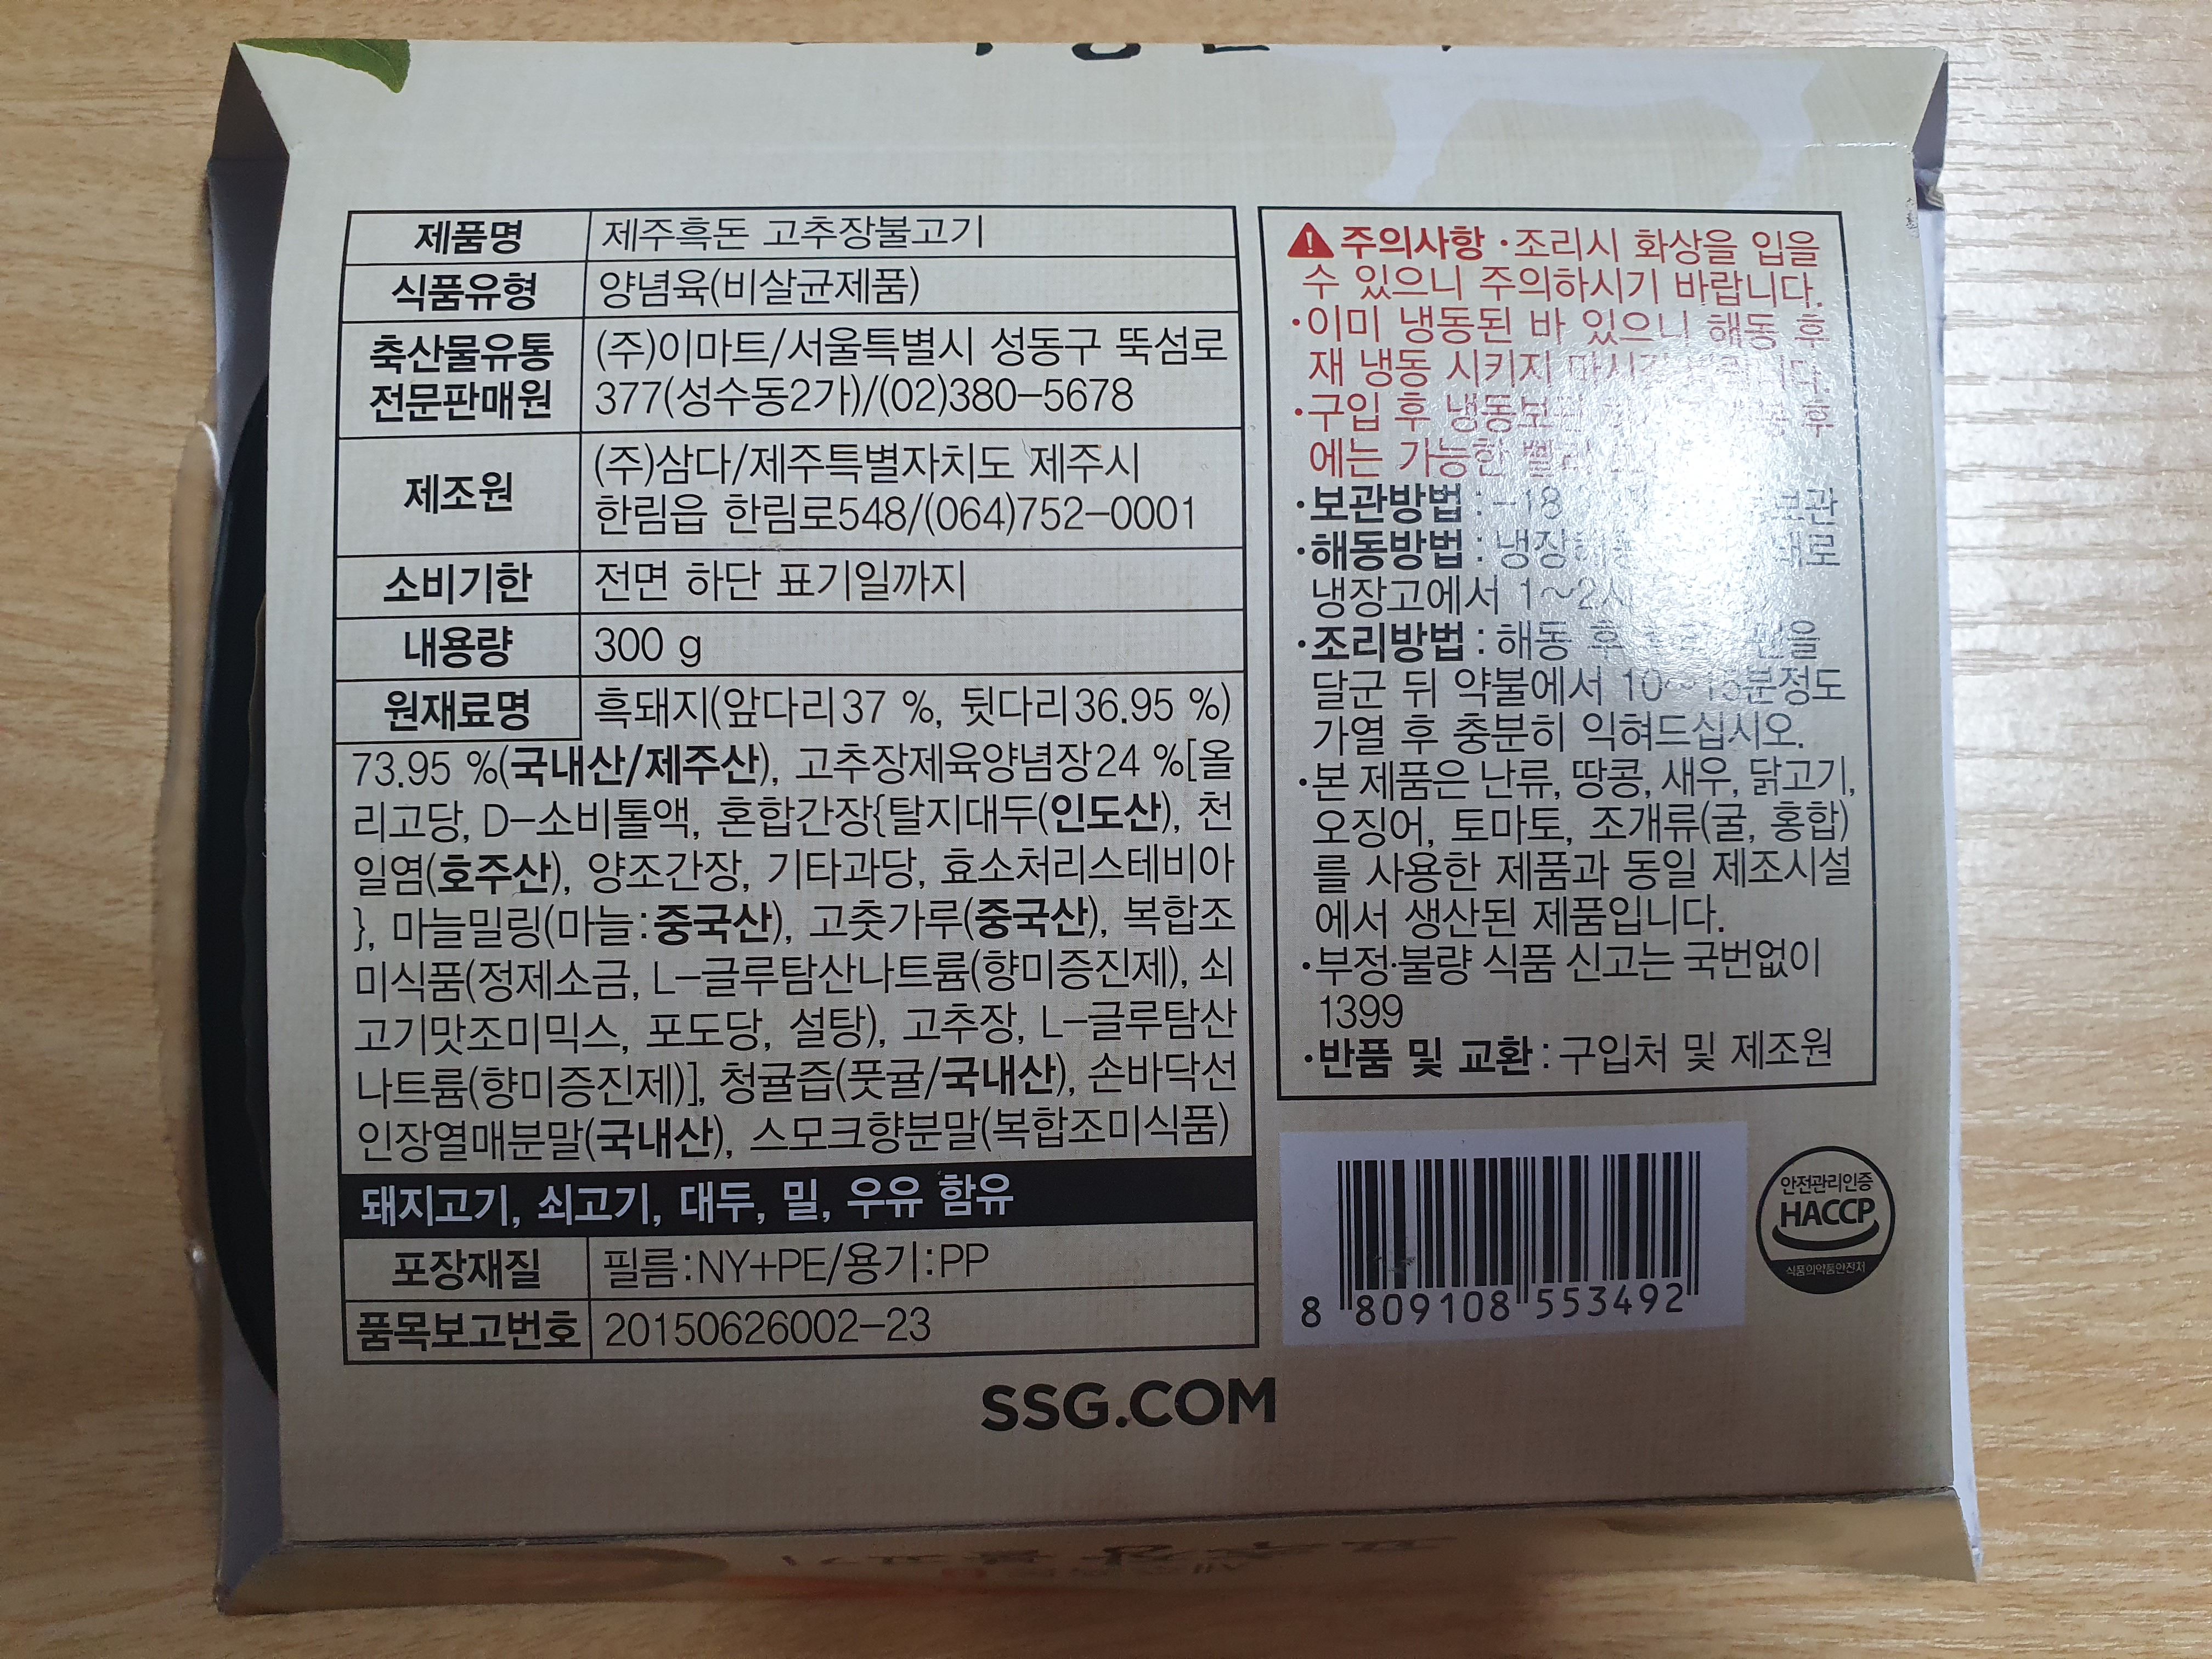 제품명 제주흑돈 고추장불고기
식품유형 양념육(비살균제품)
축산물유통 전문판매원 (주)이마트/서울특별시 성동구 뚝섬로
377(성수동2가)/(02)380-5678
제조원 (주)삼다/제주특별자치도 제주시
한림읍 한림로548/(064)752-0001
소비기한 전면 하단 표기일까지
내용량 300 g
원재료명 흑돼지(앞다리37 %, 뒷다리36.95 %)
73.95 %(국내산/제주산), 고추장제육양념장24 %[올
리고당, D-소비톨액, 혼합간장{탈지대두(인도산), 천
일염(호주산), 양조간장, 기타과당, 효소처리스테비아
}, 마늘밀링(마늘:중국산), 고춧가루(중국산), 복합조
미식품(정제소금, L-글루탐산나트륨(향미증진제), 쇠
고기맛조미믹스, 포도당, 설탕), 고추장, L-글루탐산
나트륨(향미증진제)], 청귤즙(풋귤/국내산), 손바닥선
인장열매분말(국내산), 스모크향분말(복합조미식품)
돼지고기, 쇠고기, 대두, 밀, 우유 함유
포장재질 필름:NY+PE/용기:PP
품목보고번호 20150626002-23
주의사항 ·조리시 화상을 입을
수 있으니 주의하시기 바랍니다.
·이미 냉동된 바 있으니 해동 후
재 냉동 시키지
·구입 후 후
에는 가능한
·보관방법 : -18 보관
·해동방법 :
냉장고에서
·조리방법 : 해동 후
달군 뒤 약불에서 10~15분정도
가열 후 충분히 익혀드십시오.
·본 제품은 난류, 땅콩, 새우, 닭고기,
오징어, 토마토, 조개류(굴, 홍합)
를 사용한 제품과 동일 제조시설
에서 생산된 제품입니다.
·부정·불량 식품 신고는 국번없이
1399
·반품 및 교환 : 구입처 및 제조원
8 809108 553492
안전관리인증
HACCP
식품의약품안전처
SSG.COM